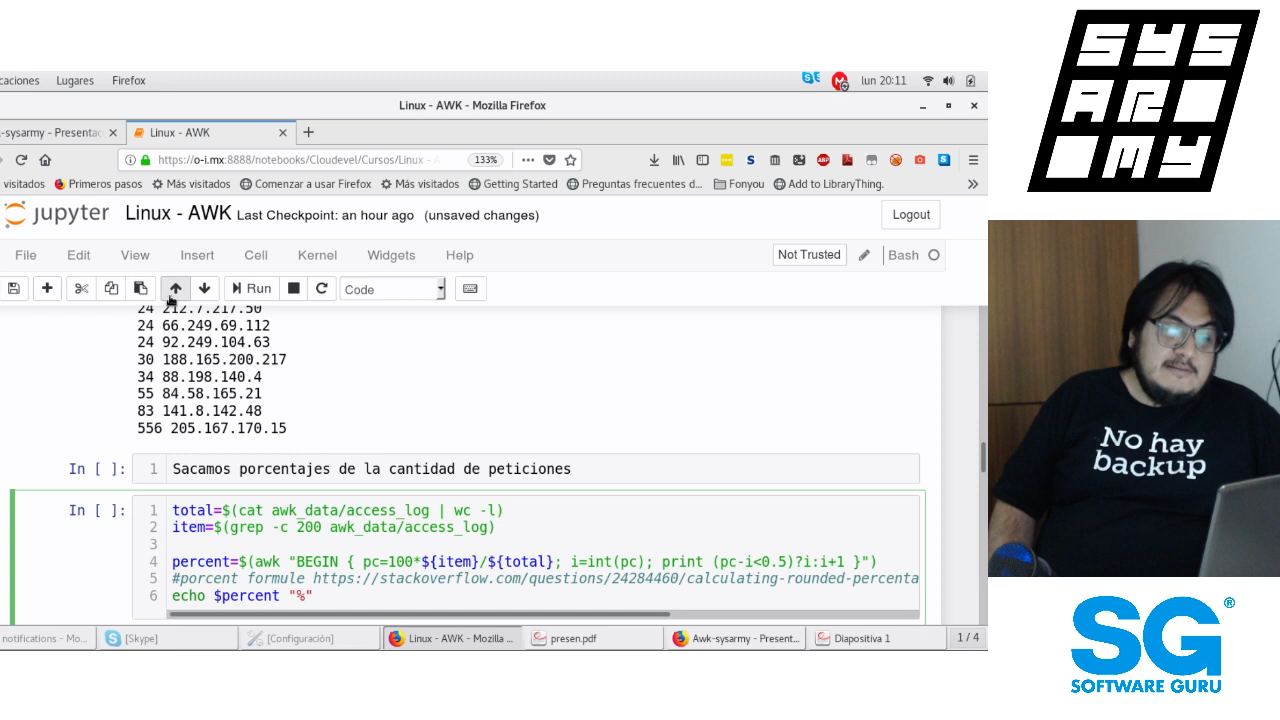 caciones Lugares Firefox lun 20:11
Linux - AWK - Mozilla Firefox
-sysarmy - Presentac Linux - AWK
https://o-i.mx:8888/notebooks/Cloudevel/Cursos/Linux - A 133%
visitados Primeros pasos Más visitados Comenzar a usar Firefox Más visitados Getting Started Preguntas frecuentes d... Fonyou Add to LibraryThing.
jupyter Linux - AWK Last Checkpoint: an hour ago (unsaved changes) Logout
File Edit View Insert Cell Kernel Widgets Help Not Trusted Bash
Run Code
24 212.7.217.50
24 66.249.69.112
24 92.249.104.63
30 188.165.200.217
34 88.198.140.4
55 84.58.165.21
83 141.8.142.48
556 205.167.170.15
In [ ]: 1 Sacamos porcentajes de la cantidad de peticiones
In [ ]: 1 total=$(cat awk_data/access_log | wc -l)
2 item=$(grep -c 200 awk_data/access_log)
3
4 percent=$(awk "BEGIN { pc=100*${item}/${total}; i=int(pc); print (pc-i<0.5)?i:i+1 }")
5 #porcent formule https://stackoverflow.com/questions/24284460/calculating-rounded-percenta
6 echo $percent "%"
notifications - Mo... [Skype] [Configuración] Linux - AWK - Mozilla ... presen.pdf Awk-sysarmy - Present... Diapositiva 1 1 / 4
SYS
AR
MY
No hay
backup
SG®
SOFTWARE GURU